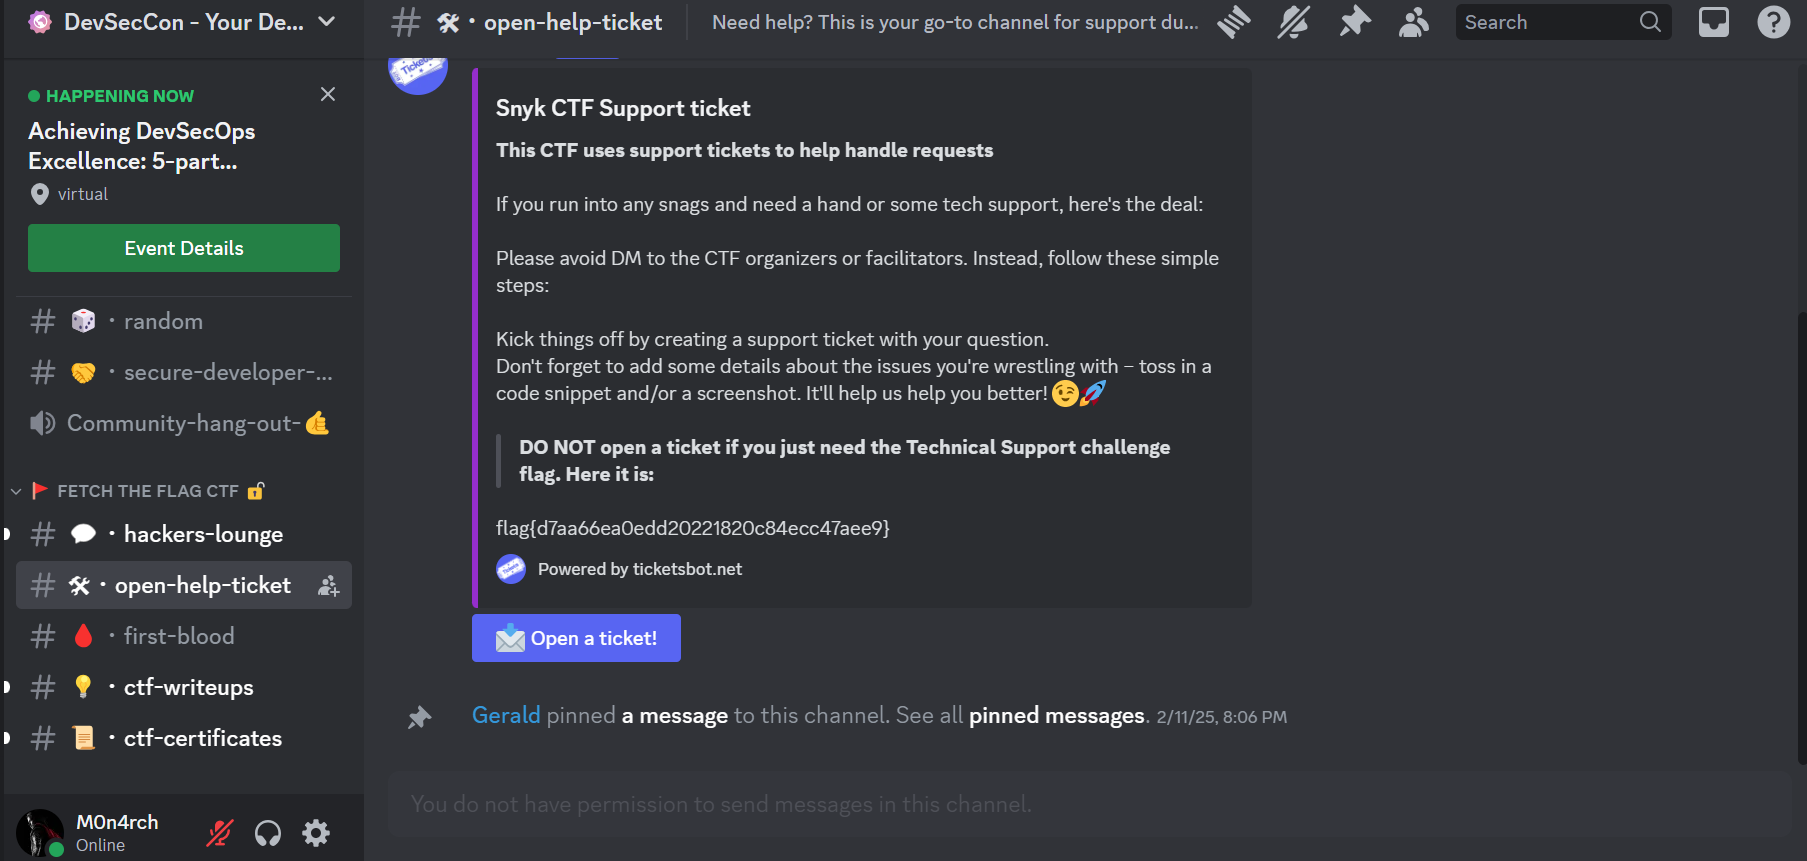 DevSecCon - Your De...
HAPPENING NOW
Achieving DevSecOps
Excellence: 5-part...
virtual
Event Details
random
secure-developer-...
Community-hang-out-
FETCH THE FLAG CTF
hackers-lounge
open-help-ticket
first-blood
ctf-writeups
ctf-certificates
M0n4rch
Online
open-help-ticket
Need help? This is your go-to channel for support du...
Search
Tickets
Snyk CTF Support ticket
This CTF uses support tickets to help handle requests
If you run into any snags and need a hand or some tech support, here's the deal:
Please avoid DM to the CTF organizers or facilitators. Instead, follow these simple
steps:
Kick things off by creating a support ticket with your question.
Don't forget to add some details about the issues you're wrestling with – toss in a
code snippet and/or a screenshot. It'll help us help you better! 😉🚀
DO NOT open a ticket if you just need the Technical Support challenge
flag. Here it is:
flag{d7aa66ea0edd20221820c84ecc47aee9}
Powered by ticketsbot.net
Open a ticket!
Gerald pinned a message to this channel. See all pinned messages. 2/11/25, 8:06 PM
You do not have permission to send messages in this channel.